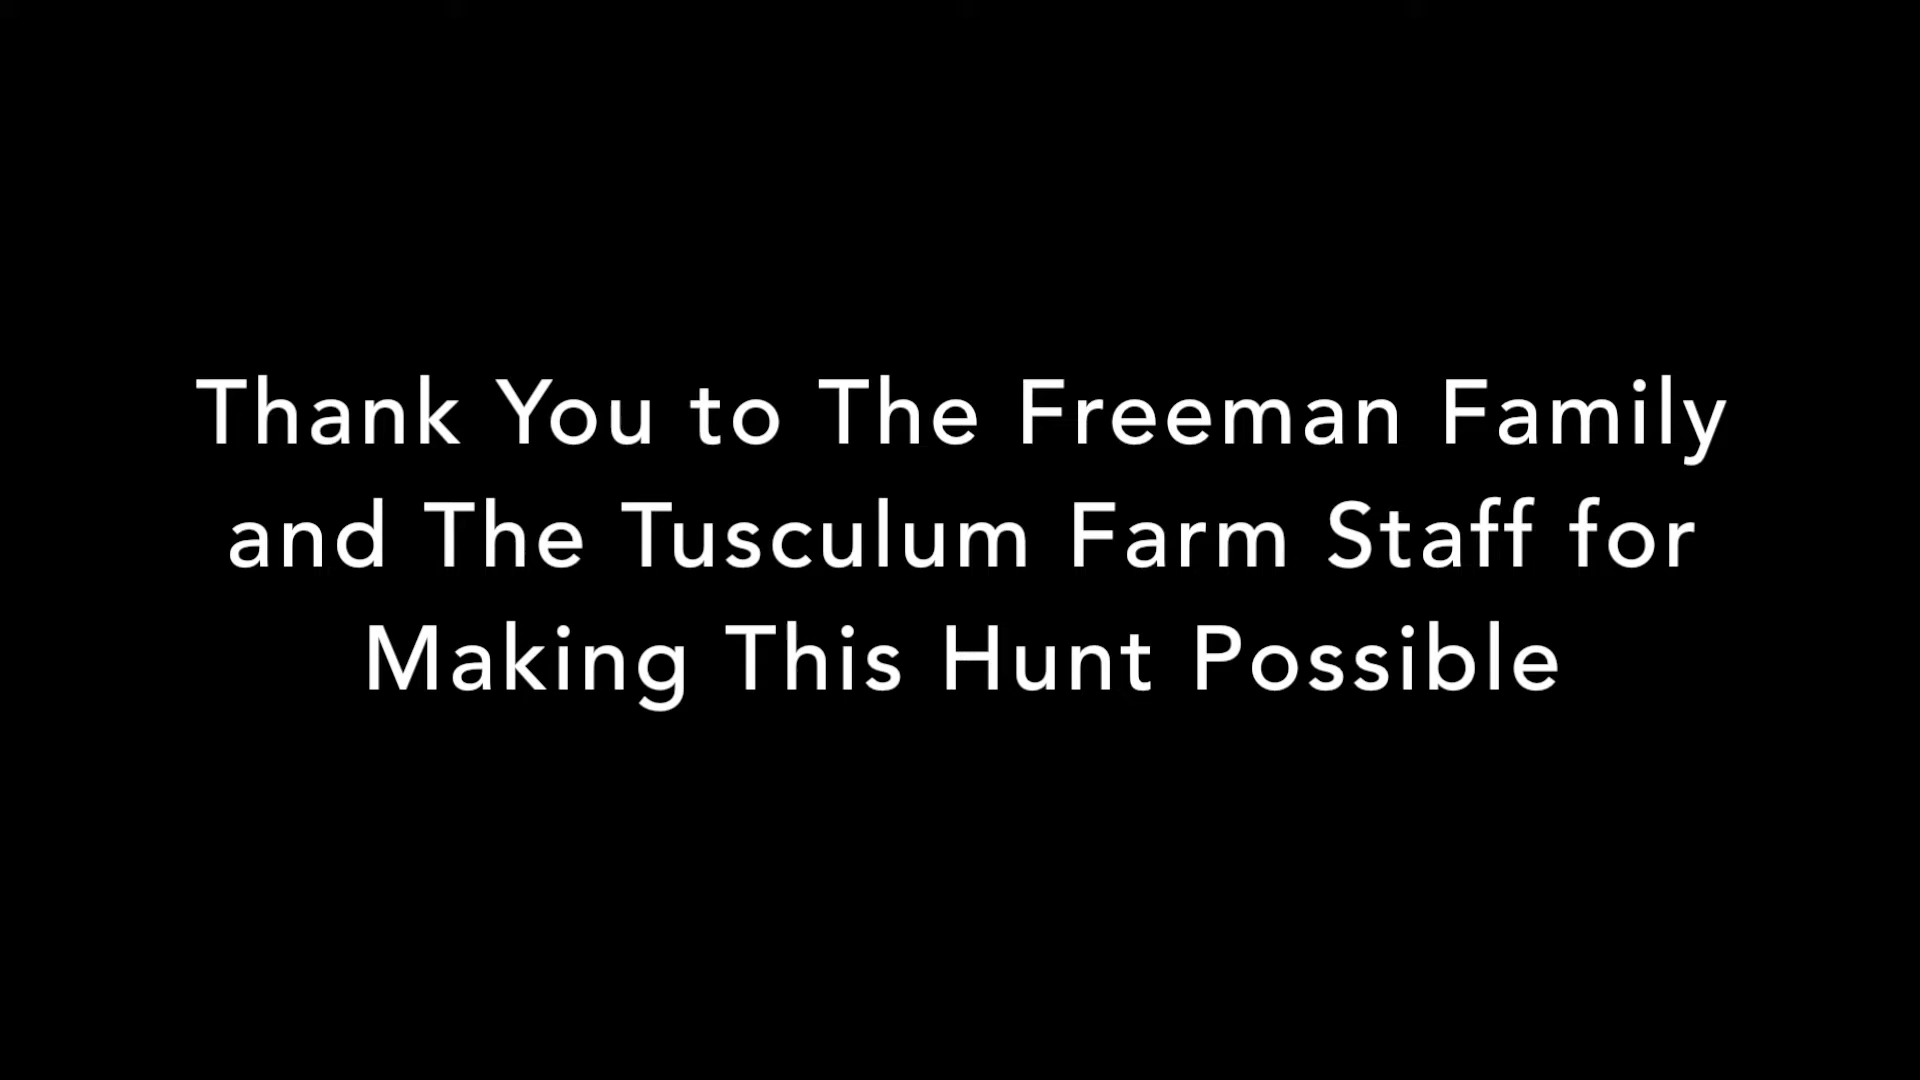 Thank You to The Freeman Family
and The Tusculum Farm Staff for
Making This Hunt Possible